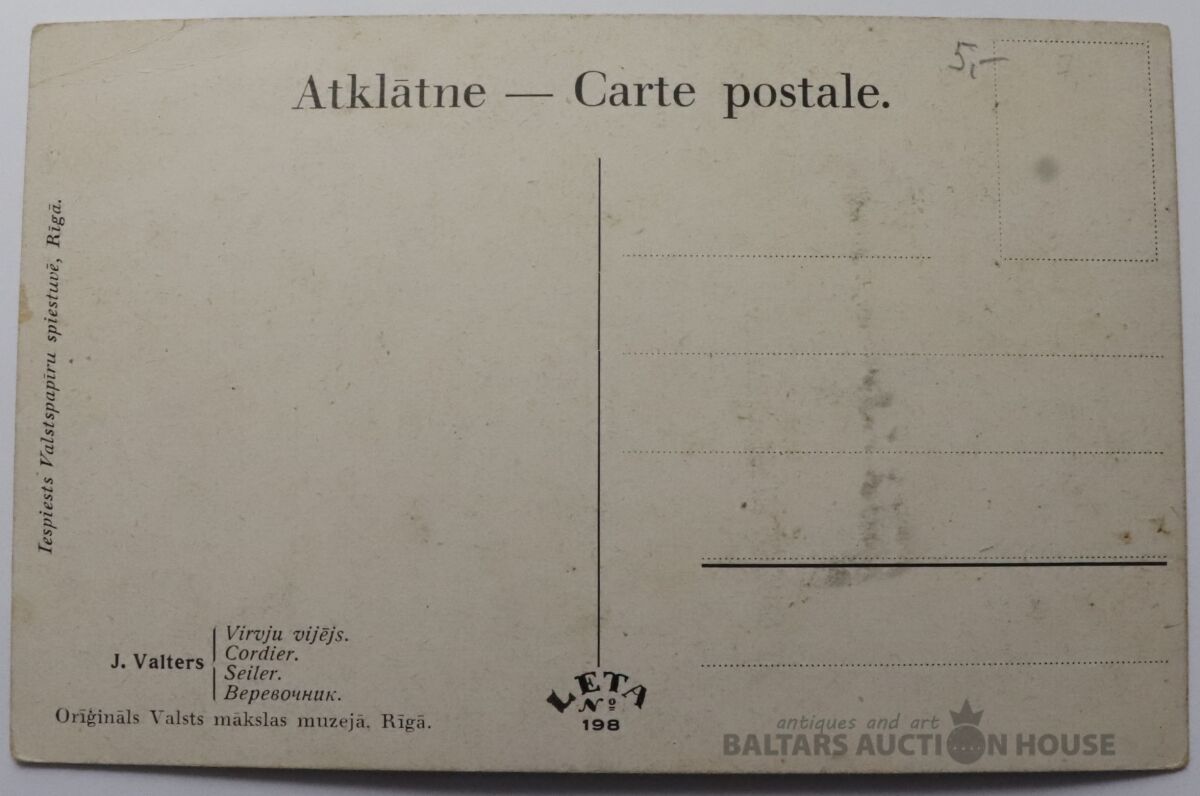 5,—
Atklātne — Carte postale.
Iespiests Valstspapīru spiestuvē, Rīgā.
J. Valters
Virvju vijējs.
Cordier.
Seiler.
Веревочник.
Oriģināls Valsts mākslas muzejā, Rīgā.
LETA
№
198
antiques and art
BALTARS AUCTION HOUSE